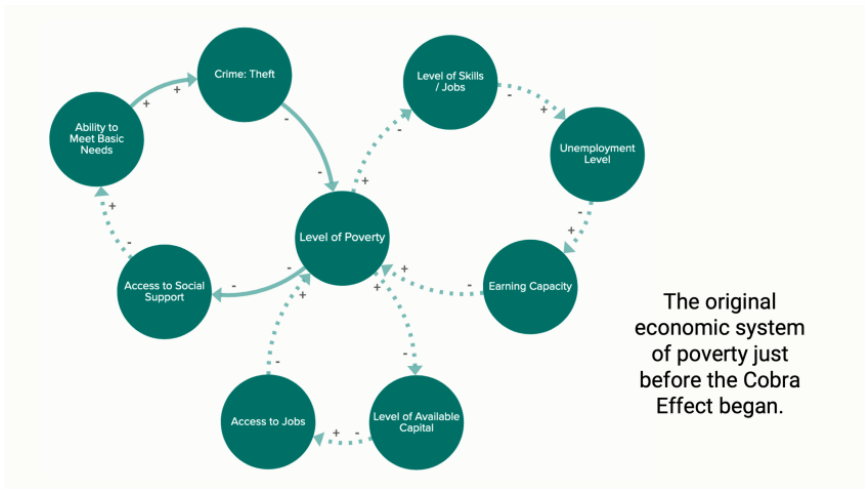 Crime: Theft
Level of Skills
/ Jobs
Ability to
Meet Basic
Needs
Unemployment
Level
Level of Poverty
Access to Social
Support
Earning Capacity
Access to Jobs
Level of Available
Capital
The original
economic system
of poverty just
before the Cobra
Effect began.
+
+
-
-
+
-
-
+
-
+
-
+
-
+
-
-
+
-
+
-
+
-
-
+